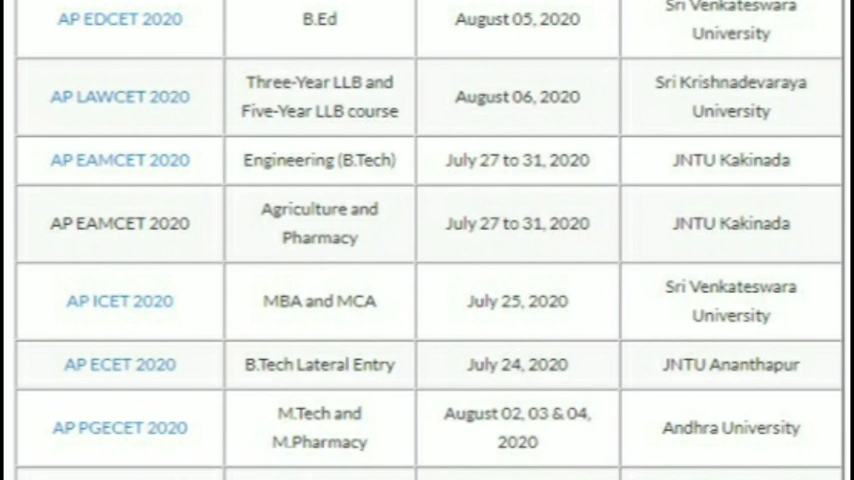 AP EDCET 2020 B.Ed August 05, 2020 Sri Venkateswara
University
AP LAWCET 2020 Three-Year LLB and
Five-Year LLB course August 06, 2020 Sri Krishnadevaraya
University
AP EAMCET 2020 Engineering (B.Tech) July 27 to 31, 2020 JNTU Kakinada
AP EAMCET 2020 Agriculture and
Pharmacy July 27 to 31, 2020 JNTU Kakinada
AP ICET 2020 MBA and MCA July 25, 2020 Sri Venkateswara
University
AP ECET 2020 B.Tech Lateral Entry July 24, 2020 JNTU Ananthapur
AP PGECET 2020 M.Tech and
M.Pharmacy August 02, 03 & 04,
2020 Andhra University